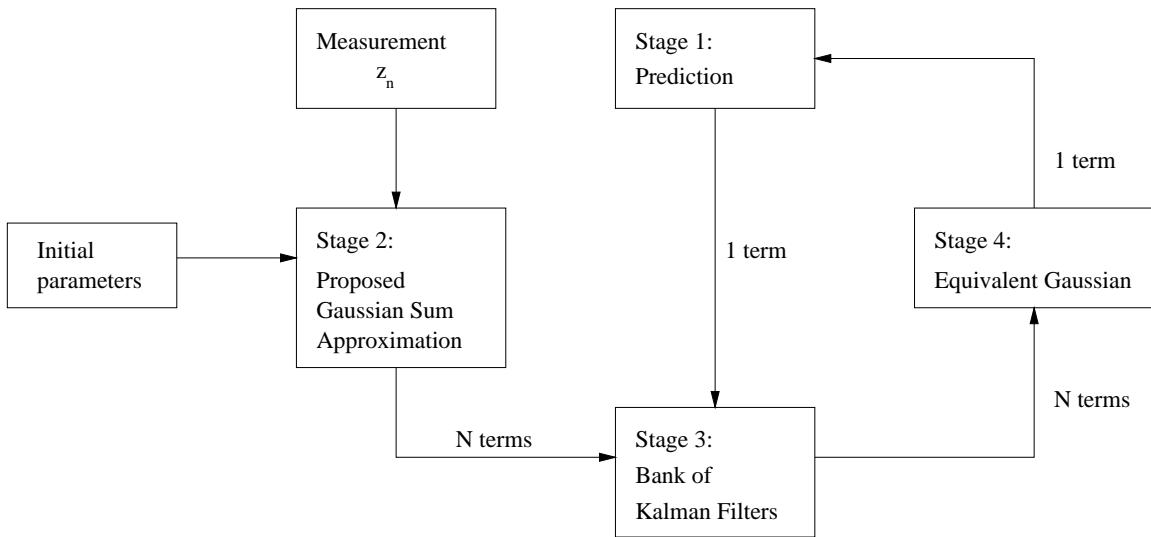 Measurement
z_n
Stage 1:
Prediction
1 term
Initial
parameters
Stage 2:
Proposed
Gaussian Sum
Approximation
1 term
Stage 4:
Equivalent Gaussian
N terms
N terms
Stage 3:
Bank of
Kalman Filters